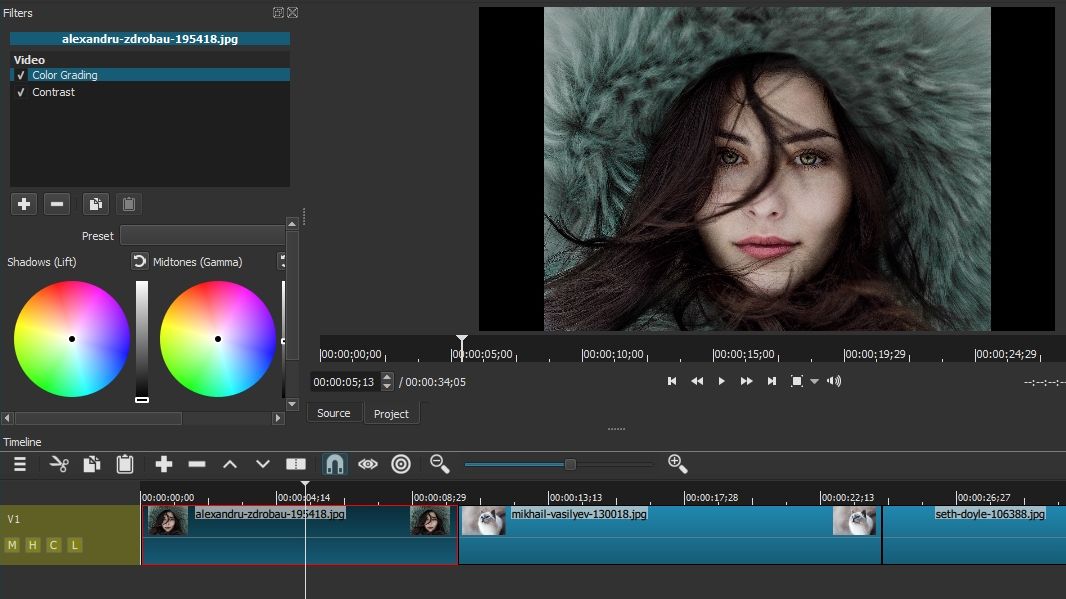 Filters
alexandru-zdrobau-195418.jpg
Video
Color Grading
Contrast
Preset
Shadows (Lift)
Midtones (Gamma)
00:00:00;00 00:00:05;00 00:00:10;00 00:00:15;00 00:00:19;29 00:00:24;29
00:00:05;13 / 00:00:34;05 --:--:--:
Source Project
Timeline
00:00:00;00 00:00:04;14 00:00:08;29 00:00:13;13 00:00:17;28 00:00:22;13 00:00:26;27
V1
alexandru-zdrobau-195418.jpg mikhail-vasilyev-130018.jpg seth-doyle-106388.jpg
M H C L